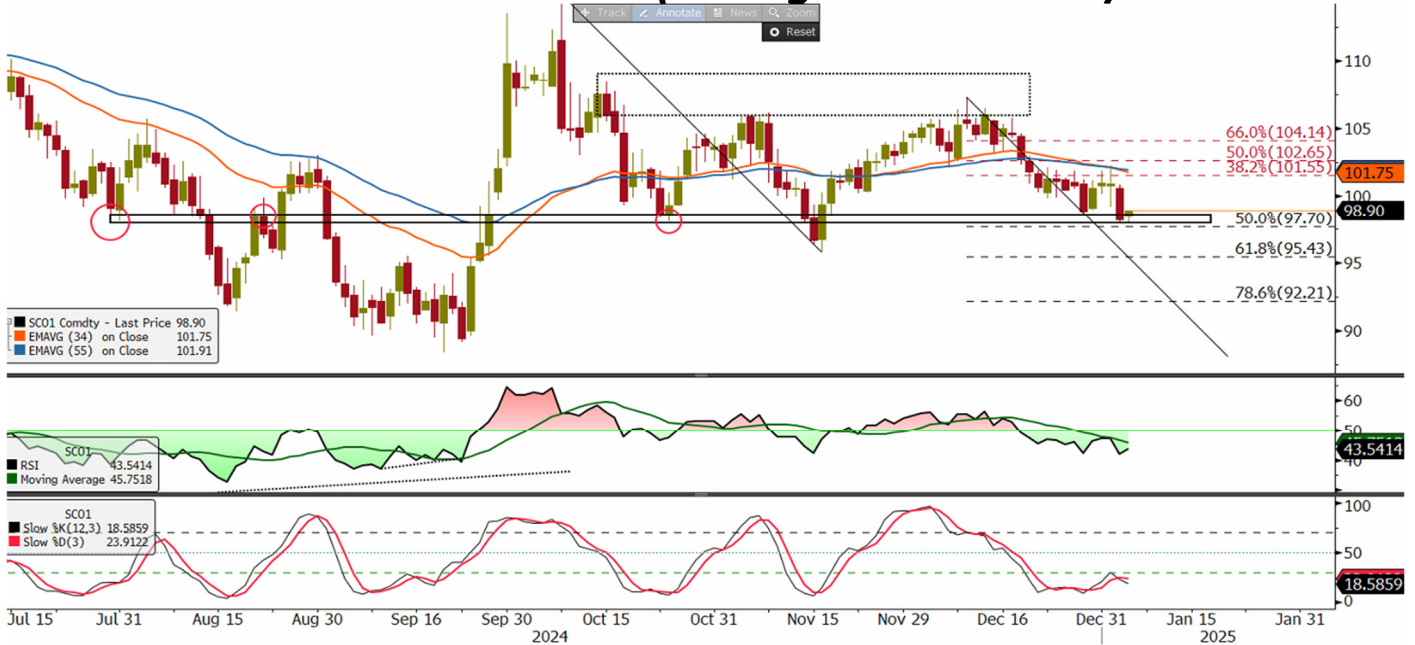 Track Annotate News Zoom
Reset
110
105
100
95
90
66.0%(104.14)
50.0%(102.65)
38.2%(101.55)
101.75
98.90
50.0%(97.70)
61.8%(95.43)
78.6%(92.21)
SCO1 Comdty - Last Price 98.90
EMAVG (34) on Close 101.75
EMAVG (55) on Close 101.91
60
50
43.5414
40
SCO1
RSI 43.5414
Moving Average 45.7518
100
50
18.5859
0
SCO1
Slow %K(12,3) 18.5859
Slow %D(3) 23.9122
Jul 15 Jul 31 Aug 15 Aug 30 Sep 16 Sep 30 Oct 15 Oct 31 Nov 15 Nov 29 Dec 16 Dec 31 Jan 15 Jan 31
2024 2025